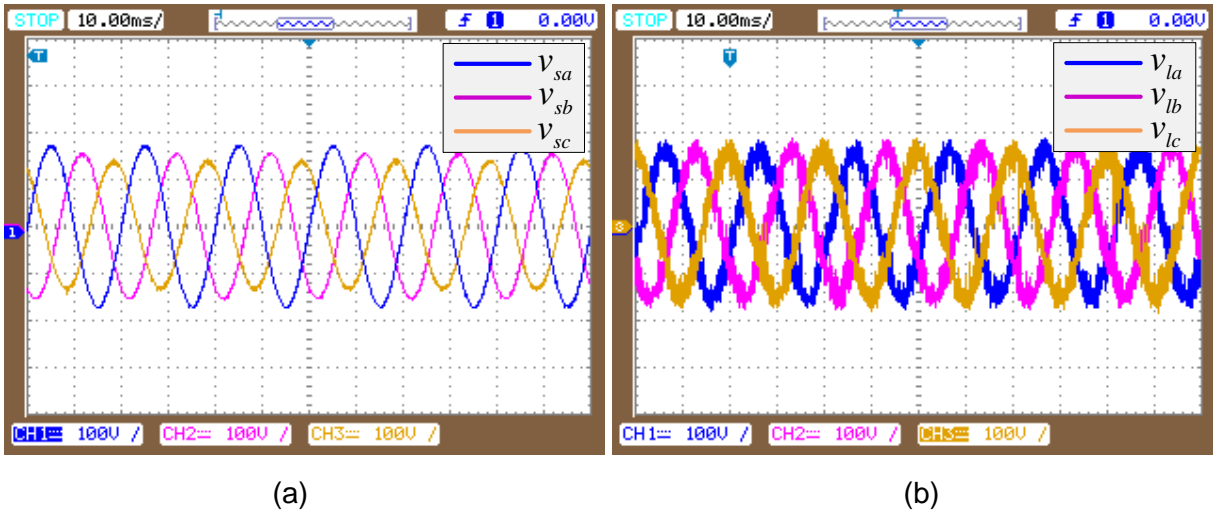 STOP 10.00ms/ T ƒ 1 0.00V
T
v_sa
v_sb
v_sc
1
CH1 100V / CH2 100V / CH3 100V /
(a)
STOP 10.00ms/ T ƒ 1 0.00V
T
v_la
v_lb
v_lc
3
CH1 100V / CH2 100V / CH3 100V /
(b)